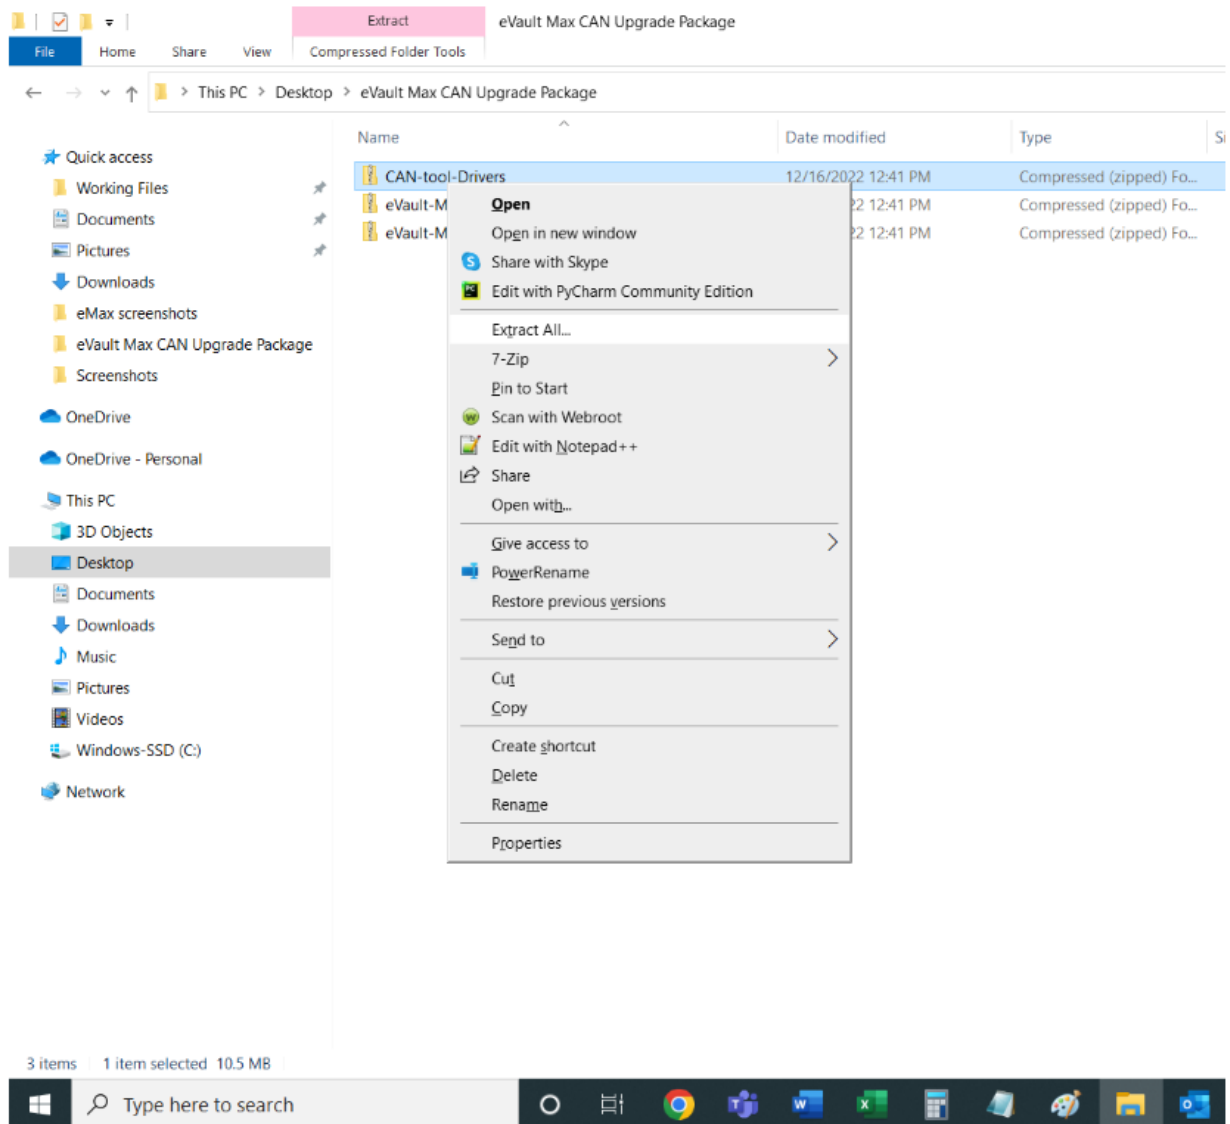 Extract
eVault Max CAN Upgrade Package
File
Home
Share
View
Compressed Folder Tools
This PC > Desktop > eVault Max CAN Upgrade Package
Name
Date modified
Type
Quick access
Working Files
Documents
Pictures
Downloads
eMax screenshots
eVault Max CAN Upgrade Package
Screenshots
OneDrive
OneDrive - Personal
This PC
3D Objects
Desktop
Documents
Downloads
Music
Pictures
Videos
Windows-SSD (C:)
Network
CAN-tool-Drivers 12/16/2022 12:41 PM Compressed (zipped) Fo...
eVault-M 22 12:41 PM Compressed (zipped) Fo...
eVault-M 22 12:41 PM Compressed (zipped) Fo...
Open
Open in new window
Share with Skype
Edit with PyCharm Community Edition
Extract All...
7-Zip
Pin to Start
Scan with Webroot
Edit with Notepad++
Share
Open with...
Give access to
PowerRename
Restore previous versions
Send to
Cut
Copy
Create shortcut
Delete
Rename
Properties
3 items 1 item selected 10.5 MB
Type here to search